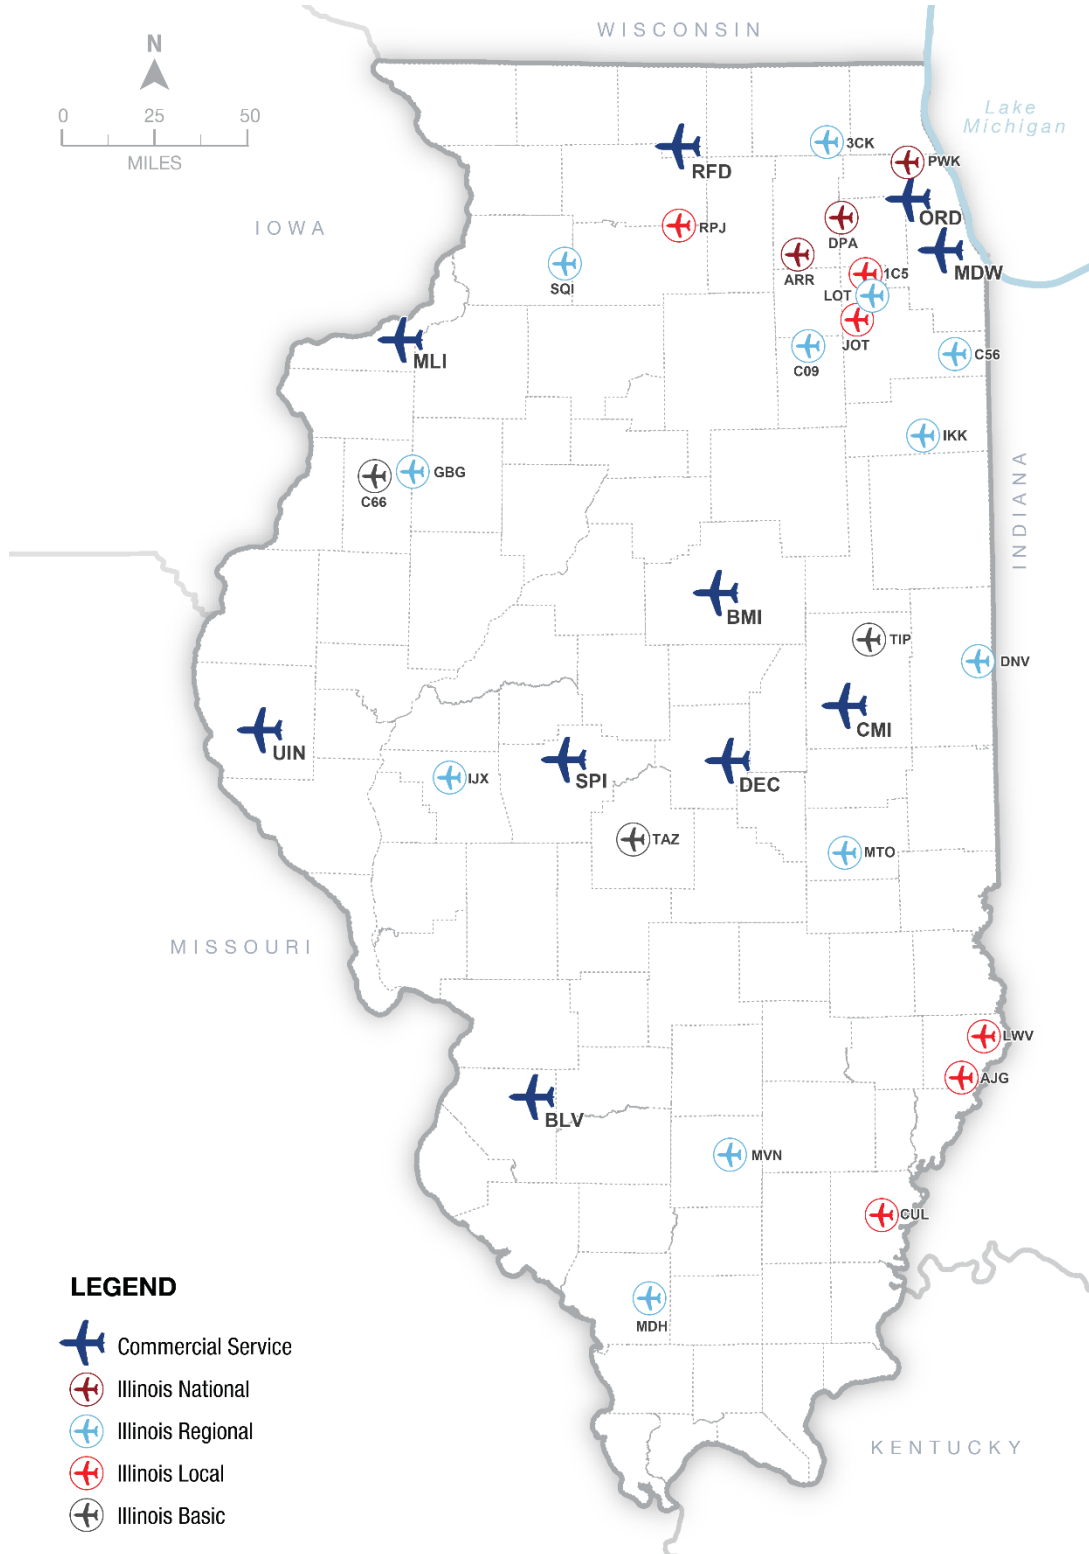 WISCONSIN
N
0 25 50
MILES
Lake
Michigan
3CK
PWK
RFD
ORD
IOWA
RPJ
DPA
MDW
ARR
1C5
SQI
LOT
JOT
MLI
C09
C56
IKK
INDIANA
GBG
C66
BMI
TIP
DNV
CMI
UIN
IJX
SPI
DEC
TAZ
MTO
MISSOURI
LWV
AJG
BLV
MVN
CUL
MDH
LEGEND
Commercial Service
Illinois National
Illinois Regional
Illinois Local
Illinois Basic
KENTUCKY